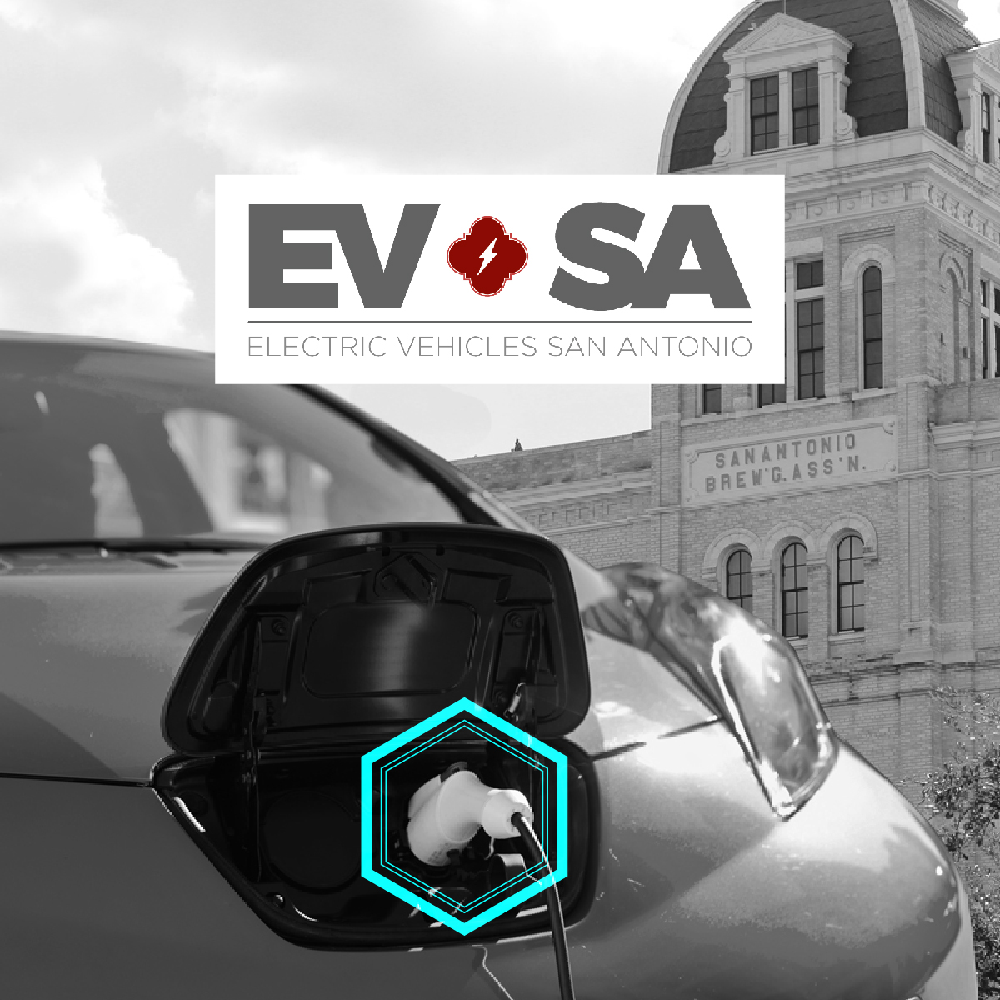 EV SA
ELECTRIC VEHICLES SAN ANTONIO
SAN ANTONIO
BREW'G. ASS'N.